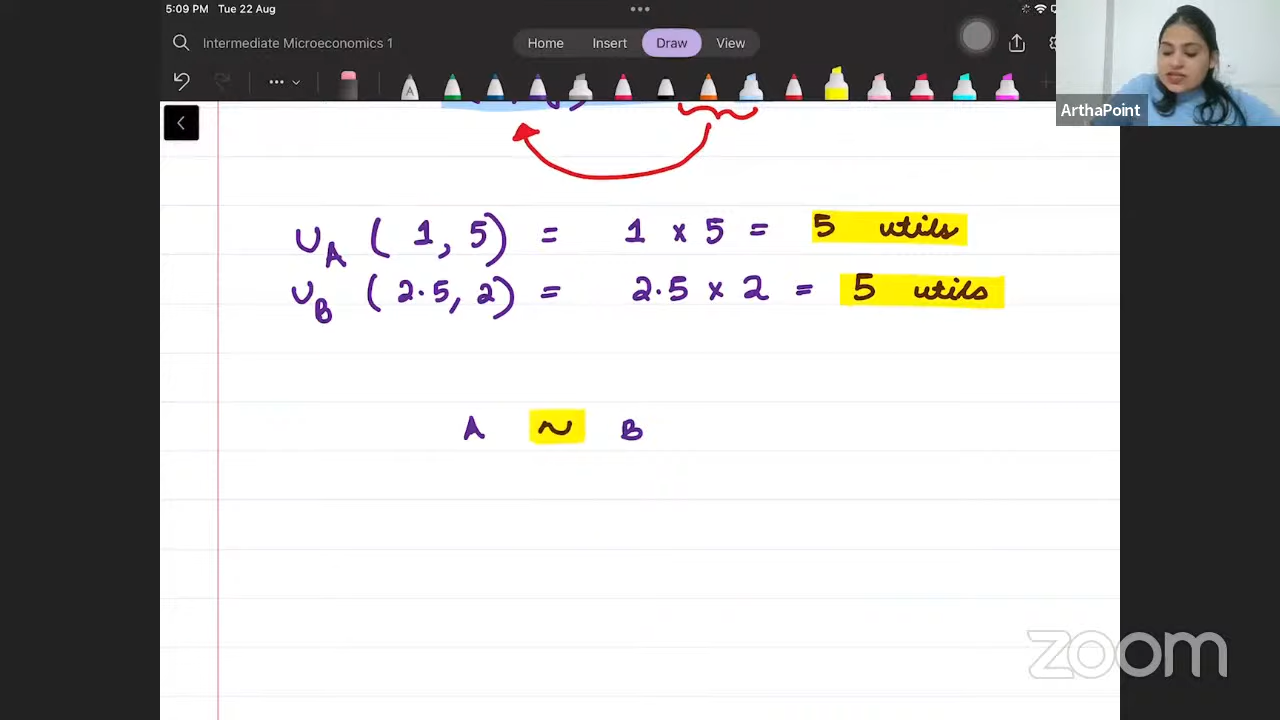 5:09 PM Tue 22 Aug
Intermediate Microeconomics 1
Home Insert Draw View
ArthaPoint
U_A ( 1, 5) = 1 × 5 = 5 utils
U_B ( 2.5, 2) = 2.5 × 2 = 5 utils
A ~ B
zoom